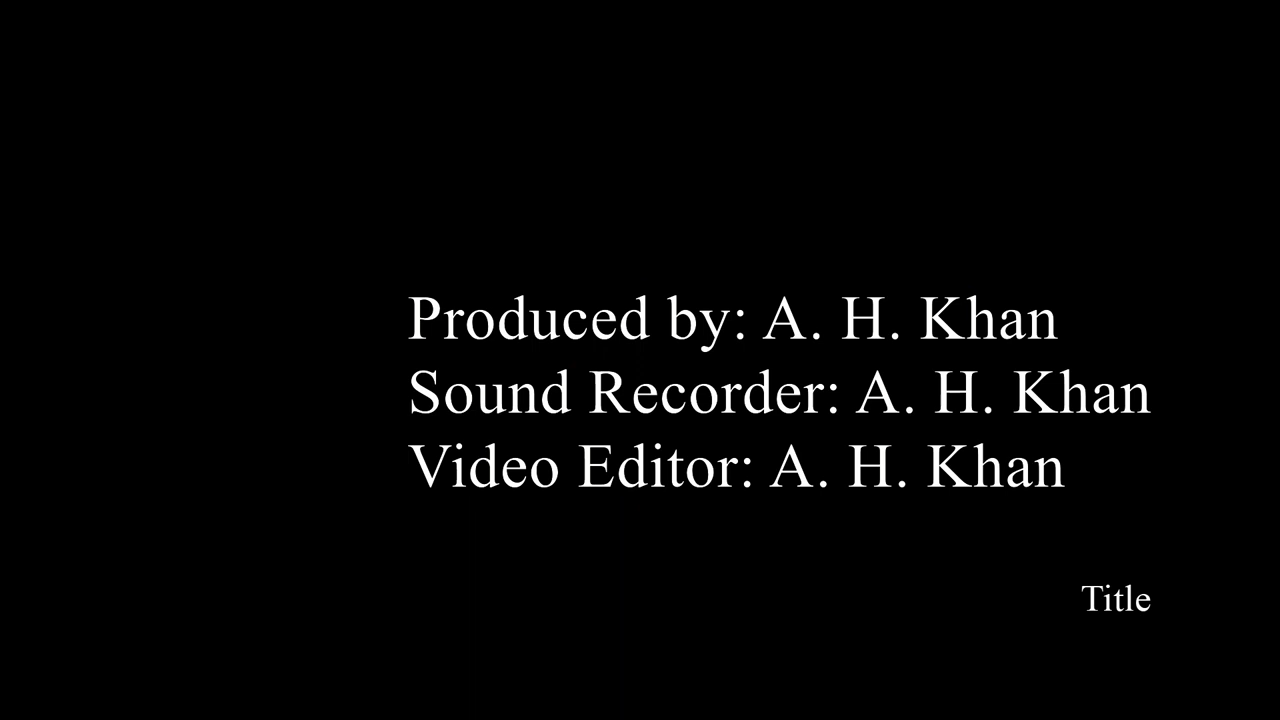 Produced by: A. H. Khan
Sound Recorder: A. H. Khan
Video Editor: A. H. Khan
Title